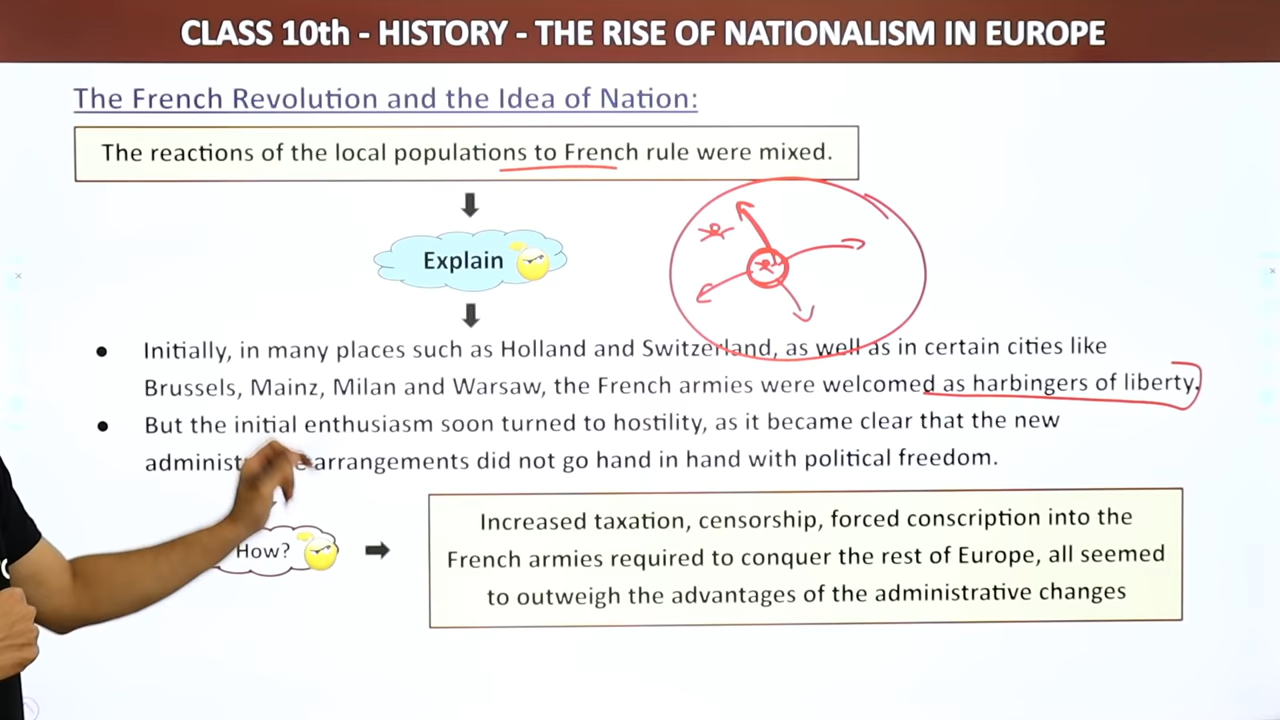 CLASS 10th - HISTORY - THE RISE OF NATIONALISM IN EUROPE
The French Revolution and the Idea of Nation:
The reactions of the local populations to French rule were mixed.
Explain
Initially, in many places such as Holland and Switzerland, as well as in certain cities like
Brussels, Mainz, Milan and Warsaw, the French armies were welcomed as harbingers of liberty.
But the initial enthusiasm soon turned to hostility, as it became clear that the new
arrangements did not go hand in hand with political freedom.
How?
Increased taxation, censorship, forced conscription into the
French armies required to conquer the rest of Europe, all seemed
to outweigh the advantages of the administrative changes